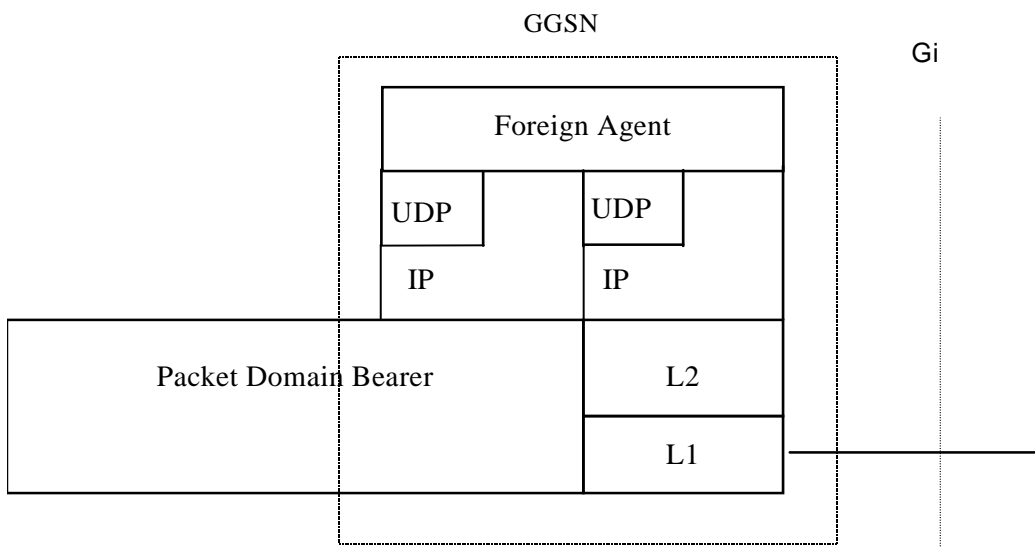 GGSN
Gi
Foreign Agent
UDP
UDP
IP
IP
Packet Domain Bearer
L2
L1